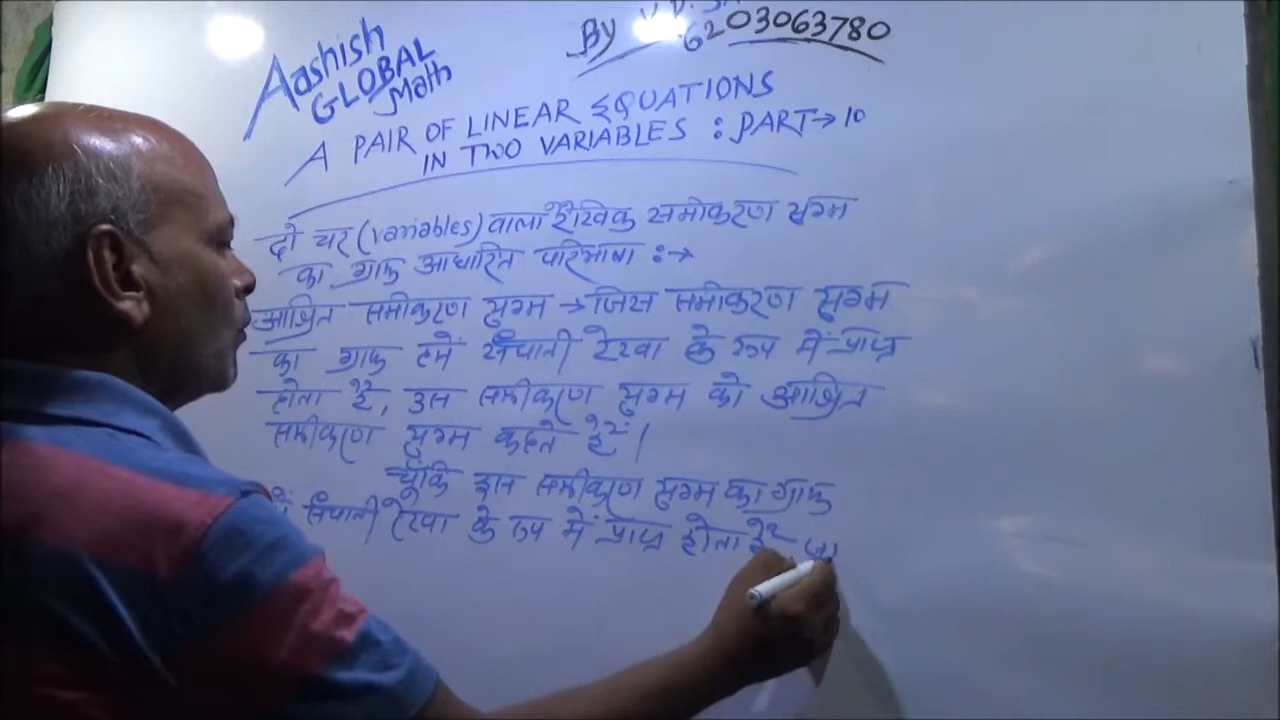 Aashish
GLOBAL
Math
By
6203063780
A PAIR OF LINEAR EQUATIONS
IN TWO VARIABLES : PART→ 10
दो चर (variables) वाला रैखिक समीकरण युग्म
का ग्राफ आधारित परिभाषा :→
आश्रित समीकरण युग्म → जिस समीकरण युग्म
का ग्राफ हमें संपाती रेखा के रूप में प्राप्त
होता है, उस समीकरण युग्म को आश्रित
समीकरण युग्म कहते हैं।
चूँकि इस समीकरण युग्म का ग्राफ
संपाती रेखा के रूप में प्राप्त होता है